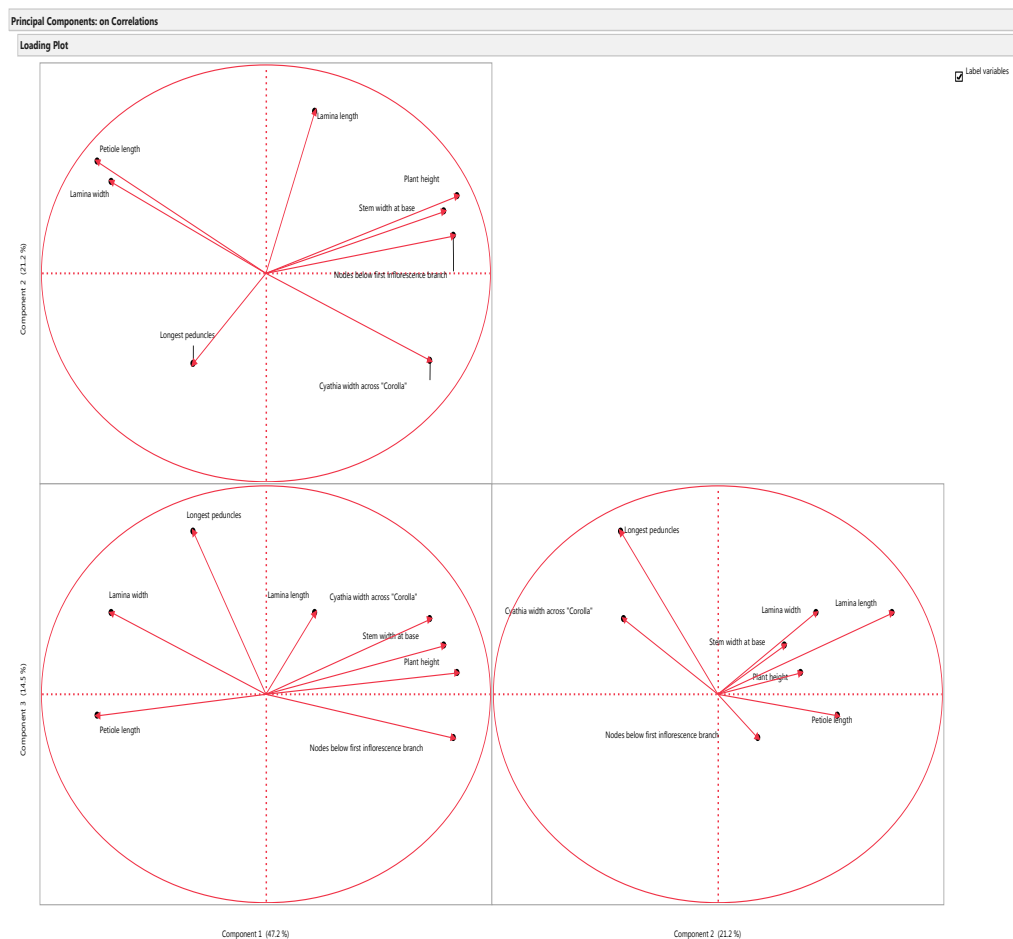 Principal Components: on Correlations
Loading Plot
Label variables
Lamina length
Petiole length
Lamina width
Plant height
Stem width at base
Nodes below first inflorescence branch
Component 2 (21.2 %)
Longest peduncles
Cyathia width across "Corolla"
Longest peduncles
Lamina width
Lamina length
Cyathia width across "Corolla"
Stem width at base
Plant height
Component 3 (14.5 %)
Petiole length
Nodes below first inflorescence branch
Longest peduncles
Cyathia width across "Corolla"
Lamina width
Lamina length
Stem width at base
Plant height
Petiole length
Nodes below first inflorescence branch
Component 1 (47.2 %)
Component 2 (21.2 %)